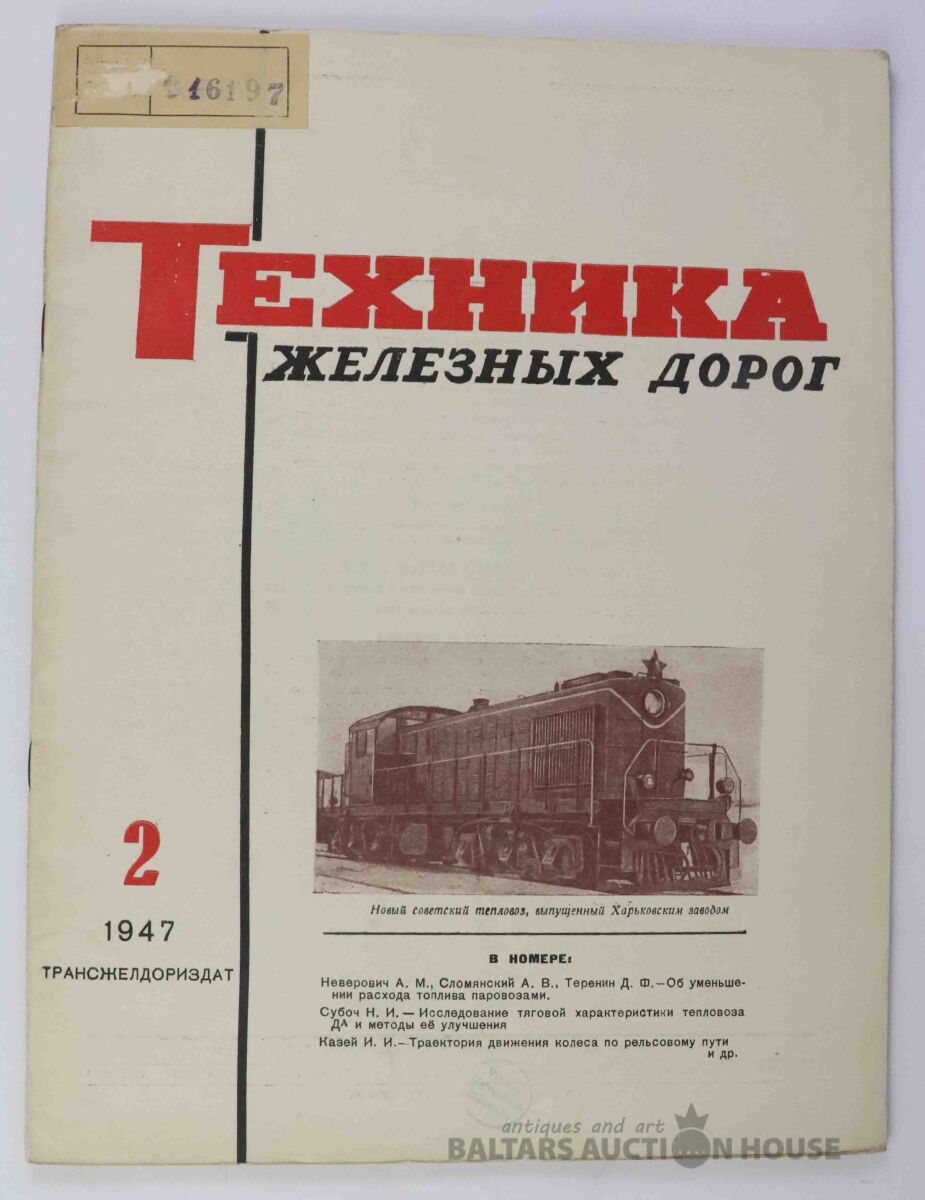 46197
ТЕХНИКА
ЖЕЛЕЗНЫХ ДОРОГ
Новый советский тепловоз, выпущенный Харьковским заводом
2
1947
ТРАНСЖЕЛДОРИЗДАТ
В НОМЕРЕ:
Неверович А. М., Сломянский А. В., Теренин Д. Ф.—Об уменьше-
нии расхода топлива паровозами.
Субоч Н. И.—Исследование тяговой характеристики тепловоза
ДА и методы её улучшения
Казей И. И.—Траектория движения колеса по рельсовому пути
и др.
antiques and art
BALTARS AUCTION HOUSE